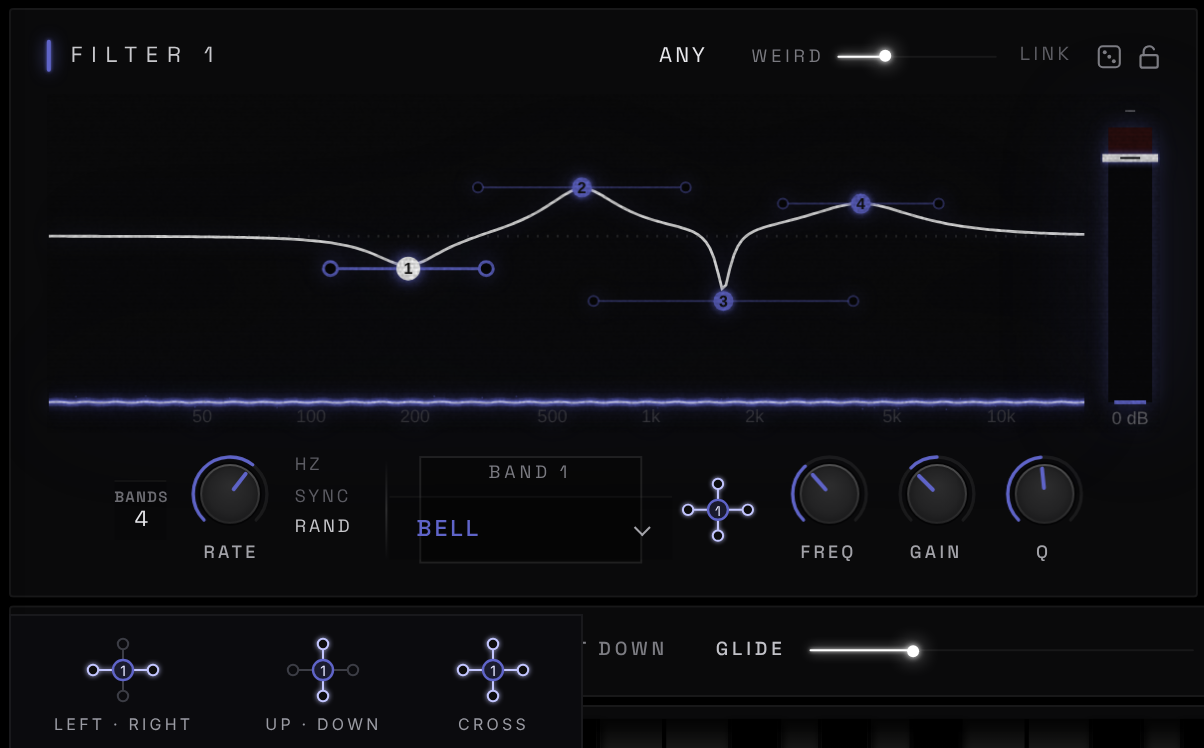 FILTER 1
ANY
WEIRD
LINK
2
4
1
3
50 100 200 500 1k 2k 5k 10k
0 dB
BANDS
4
RATE
HZ
SYNC
RAND
BAND 1
BELL
1
FREQ
GAIN
Q
DOWN
GLIDE
1
1
1
LEFT · RIGHT
UP · DOWN
CROSS